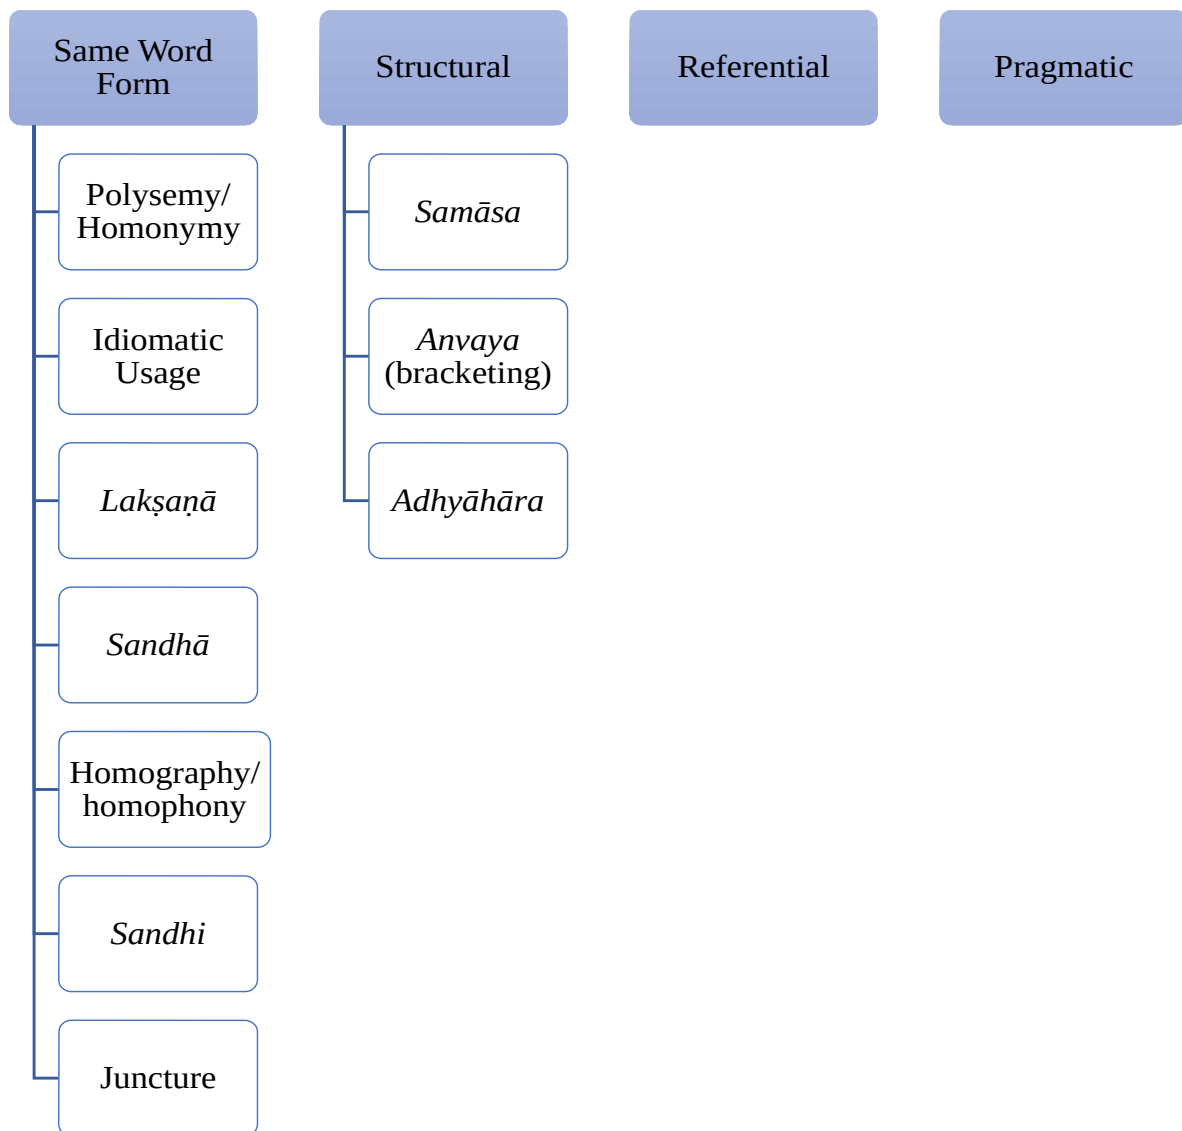 Same Word
Form
Polysemy/
Homonymy
Idiomatic
Usage
Lakṣaṇā
Sandhā
Homography/
homophony
Sandhi
Juncture
Structural
Samāsa
Anvaya
(bracketing)
Adhyāhāra
Referential
Pragmatic